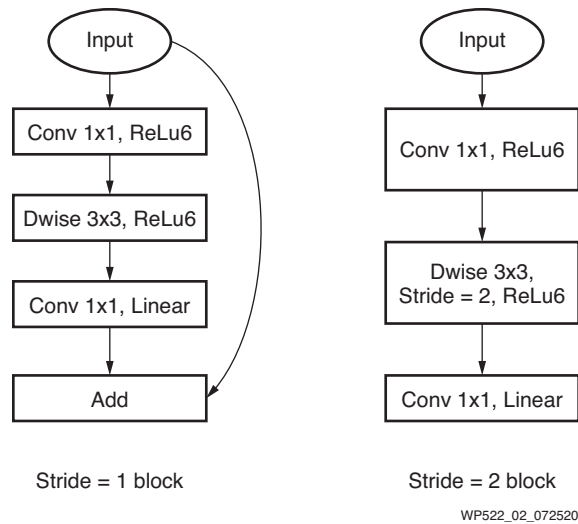 Input
Conv 1x1, ReLu6
Dwise 3x3, ReLu6
Conv 1x1, Linear
Add
Stride = 1 block
Input
Conv 1x1, ReLu6
Dwise 3x3,
Stride = 2, ReLu6
Conv 1x1, Linear
Stride = 2 block
WP522_02_072520